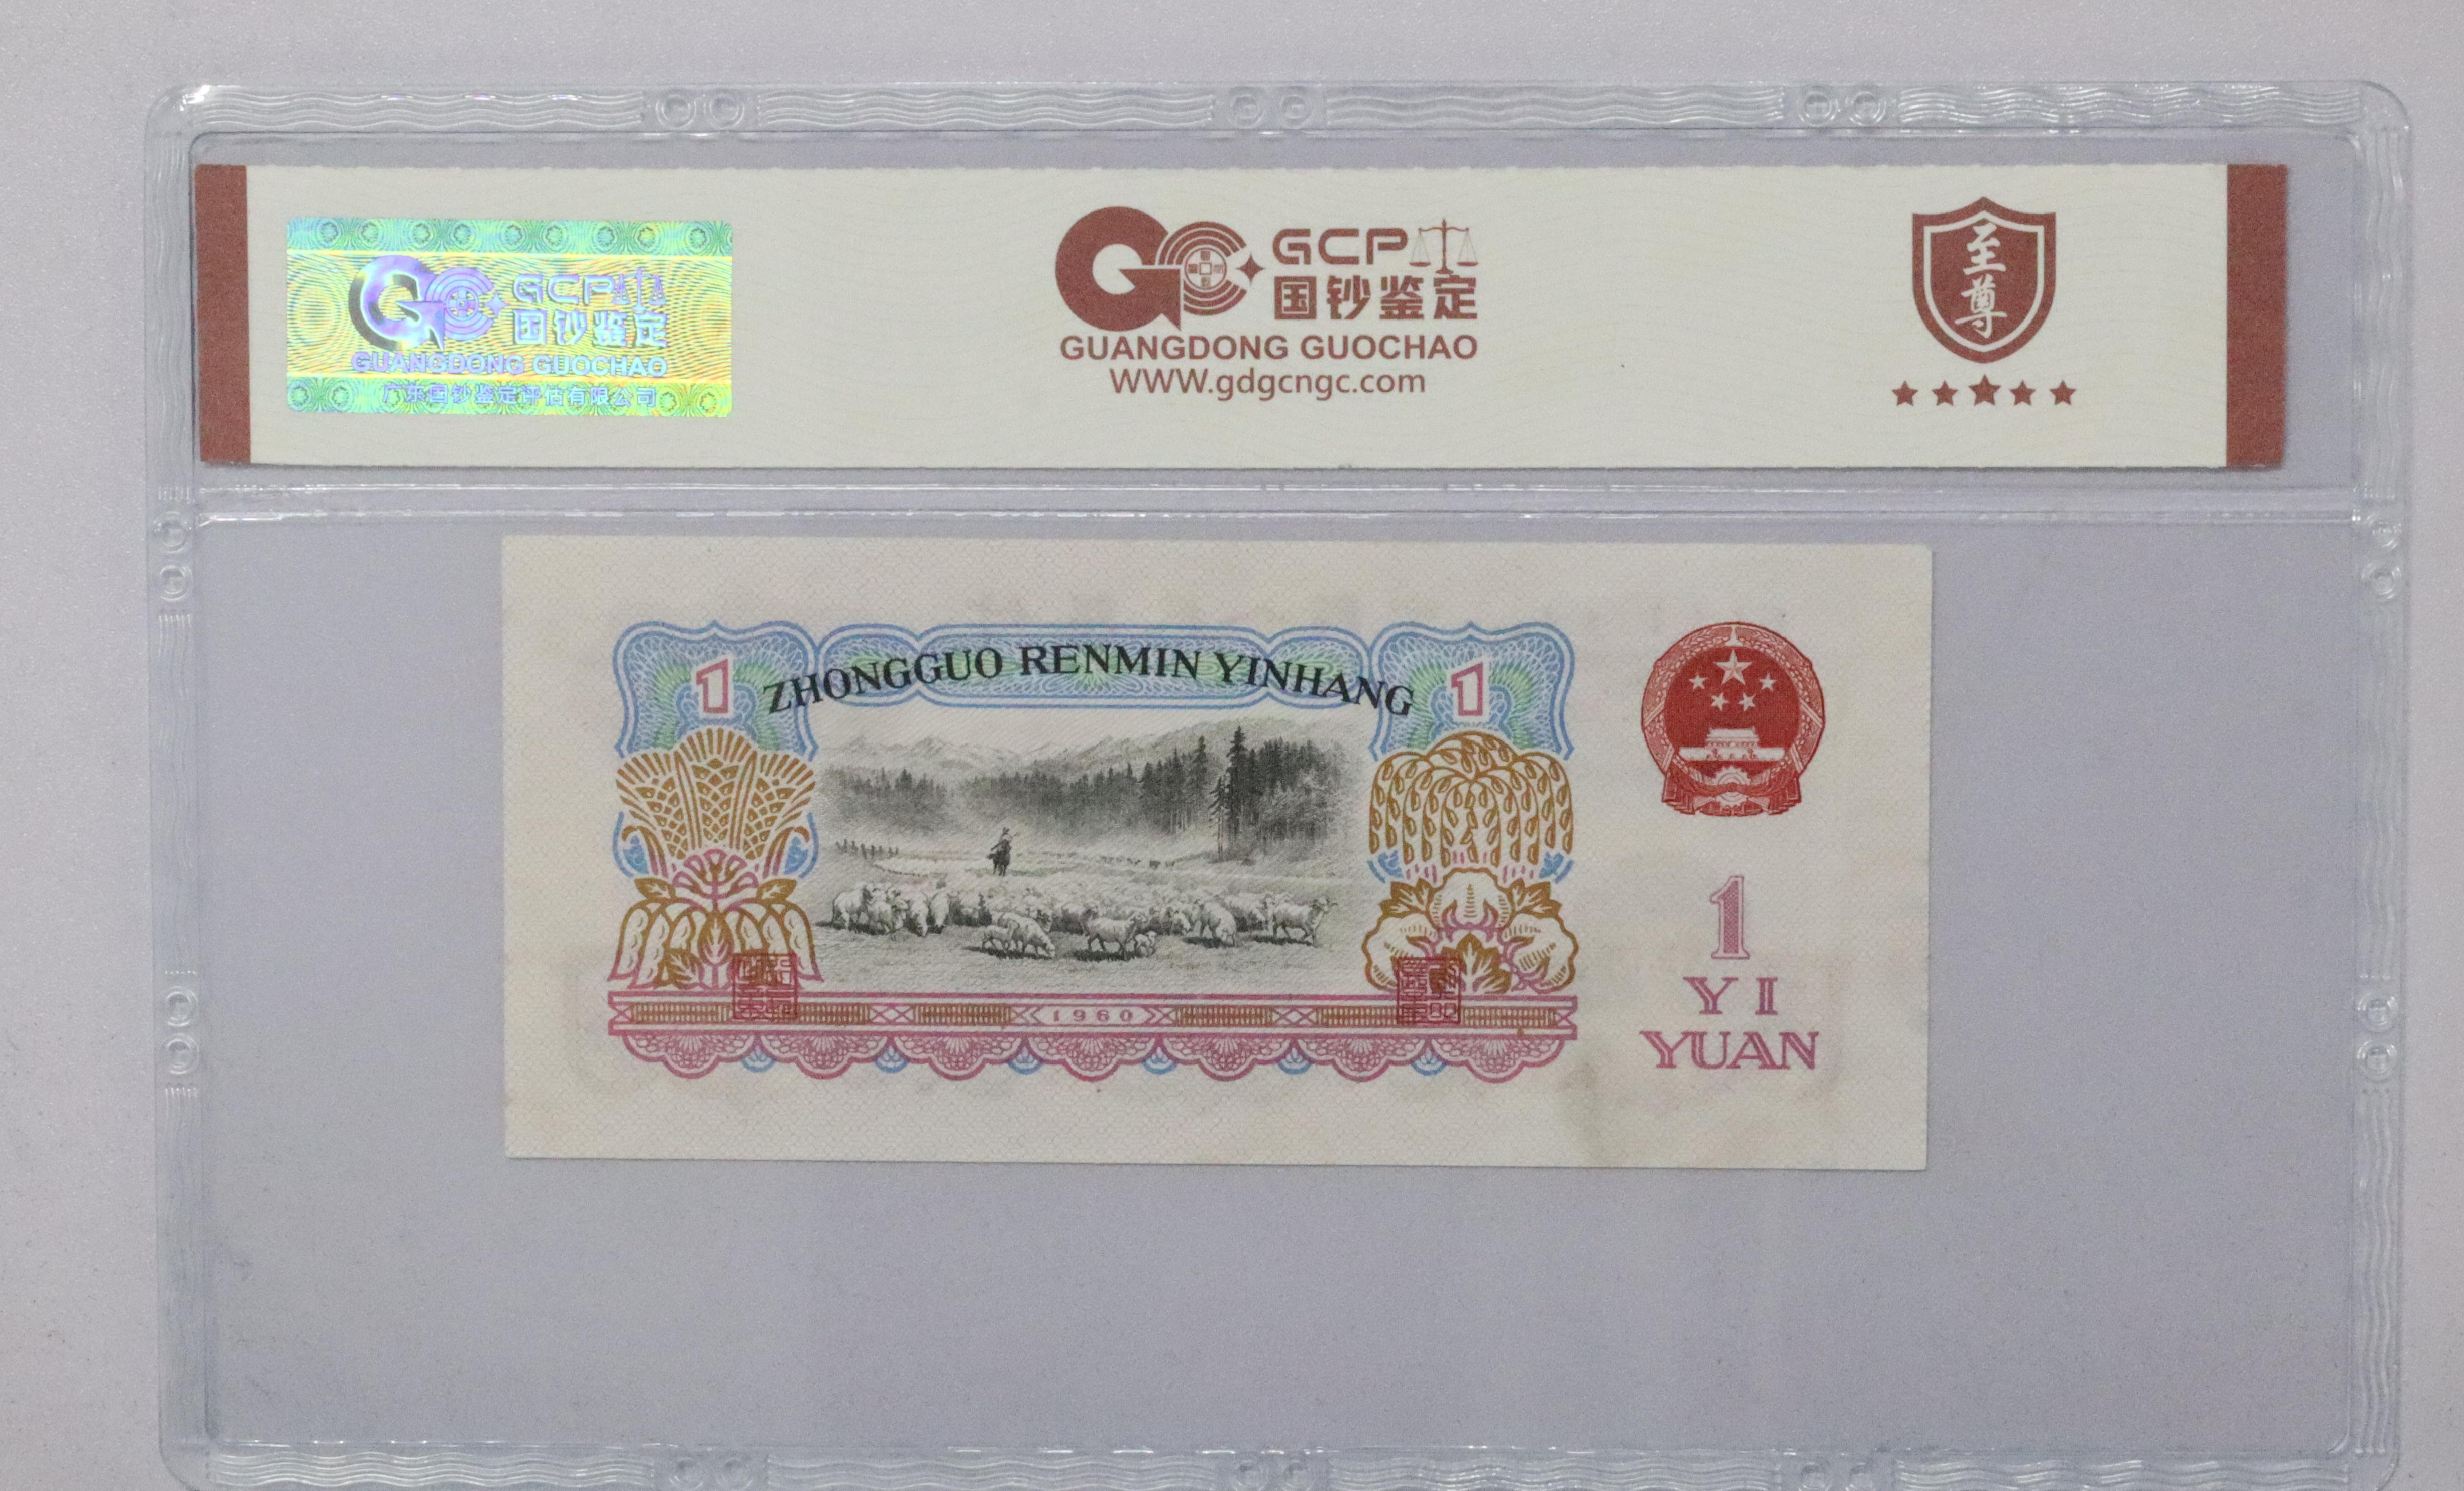 GCP
国钞鉴定
GUANGDONG GUOCHAO
广东国钞鉴定评估有限公司
GCP
国钞鉴定
GUANGDONG GUOCHAO
WWW.gdgcngc.com
至
尊
1
ZHONGGUO RENMIN YINHANG
1
1960
1
YI
YUAN